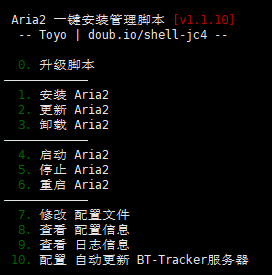 Aria2 一键安装管理脚本 [v1.1.10]
-- Toyo | doub.io/shell-jc4 --
0. 升级脚本
————————————
1. 安装 Aria2
2. 更新 Aria2
3. 卸载 Aria2
————————————
4. 启动 Aria2
5. 停止 Aria2
6. 重启 Aria2
————————————
7. 修改 配置文件
8. 查看 配置信息
9. 查看 日志信息
10. 配置 自动更新 BT-Tracker服务器